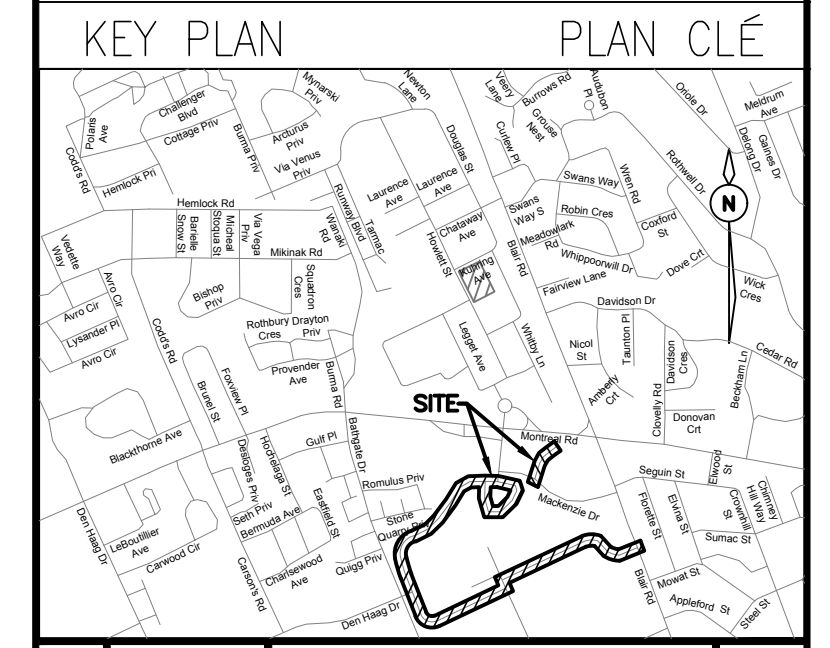 KEY PLAN
PLAN CLÉ
Mynarski
Priv
Newton
Lane
Veery
Lane
Burrows Rd
Audubon
Pl
Oriole Dr
Meldrum
Ave
Challenger
Blvd
Polaris
Ave
Cottage Priv
Burma Priv
Arcturus
Priv
Via Venus
Priv
Douglas St
Curlew Pl
Grouse
Nest
Delong Dr
Gaines Dr
Codd's Rd
Hemlock Pri
Laurence
Ave
Laurence
Ave
Swans Way
Wren Rd
Rothwell Dr
N
Hemlock Rd
Runway Blvd
Tarmac
Wanaki
Rd
Swans
Way S
Robin Cres
Coxford
St
Vedette
Way
Snow St
Barielle
Stoqua St
Micheal
Priv
Via Vega
Mikinak Rd
Howlett St
Chataway
Ave
Blair Rd
Meadowlark
Rd
Whippoorwill Dr
Dove Crt
Kuhring
Ave
Fairview Lane
Wick
Cres
Avro Cir
Avro Cir
Lysander Pl
Avro Cir
Bishop
Priv
Squadron
Cres
Davidson Dr
Codd's Rd
Rothbury
Cres
Drayton
Priv
Legget Ave
Whitby Ln
Nicol
St
Taunton Pl
Davidson
Cres
Cedar Rd
Provender
Ave
Burma Rd
Brunel St
Foxview Pl
Amberly
Crt
Clovelly Rd
Beckham Ln
SITE
Donovan
Crt
Blackthorne Ave
Gulf Pl
Bathgate Dr
Montreal Rd
Desloges Priv
Hochelaga St
Romulus Priv
Seguin St
Elwood
St
Den Haag Dr
Seth Priv
Bermuda Ave
Eastfield St
Stone
Quarry Priv
Mackenzie Dr
Florette St
Elvina St
Crownhill
St
Chimney
Hill Way
LeBoutillier
Ave
Carwood Cir
Carson's Rd
Charlsewood
Ave
Quigg Priv
Sumac St
Blair Rd
Mowat St
Den Haag Dr
Appleford St
Steel St